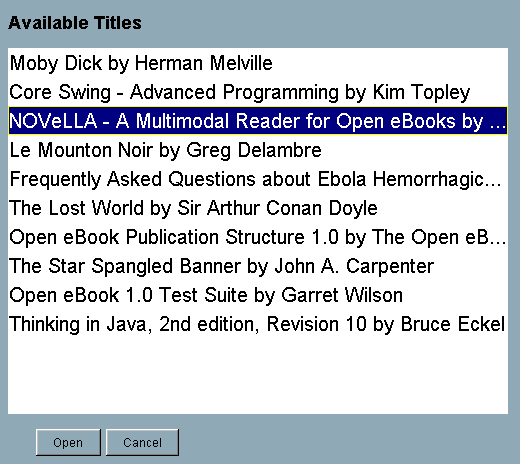 Available Titles
Moby Dick by Herman Melville
Core Swing - Advanced Programming by Kim Topley
NOVeLLA - A Multimodal Reader for Open eBooks by ...
Le Mounton Noir by Greg Delambre
Frequently Asked Questions about Ebola Hemorrhagic...
The Lost World by Sir Arthur Conan Doyle
Open eBook Publication Structure 1.0 by The Open eB...
The Star Spangled Banner by John A. Carpenter
Open eBook 1.0 Test Suite by Garret Wilson
Thinking in Java, 2nd edition, Revision 10 by Bruce Eckel
Open Cancel